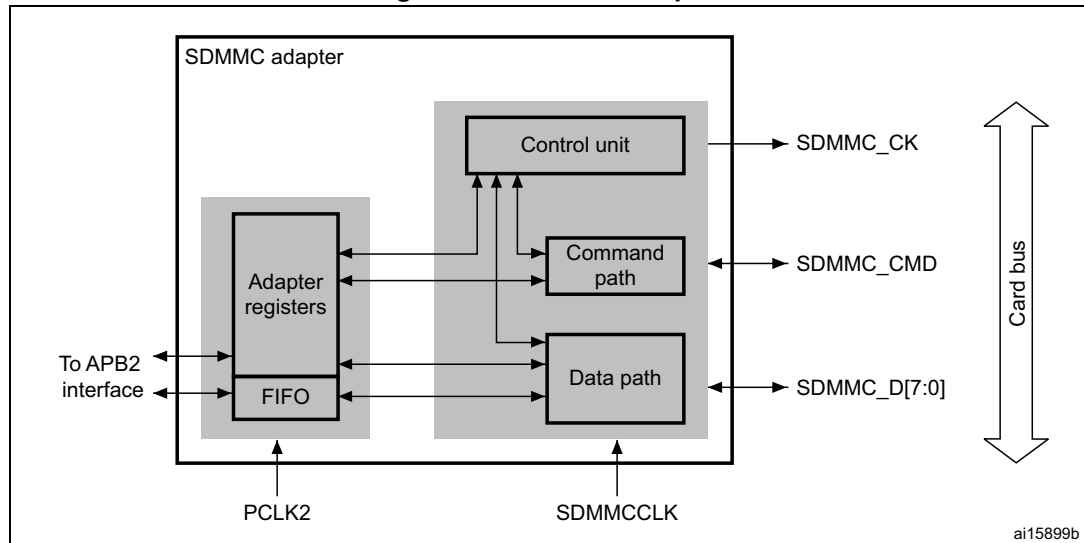 SDMMC adapter
Control unit
SDMMC_CK
Command
path
SDMMC_CMD
Adapter
registers
Card bus
To APB2
interface
FIFO
Data path
SDMMC_D[7:0]
PCLK2
SDMMCCLK
ai15899b